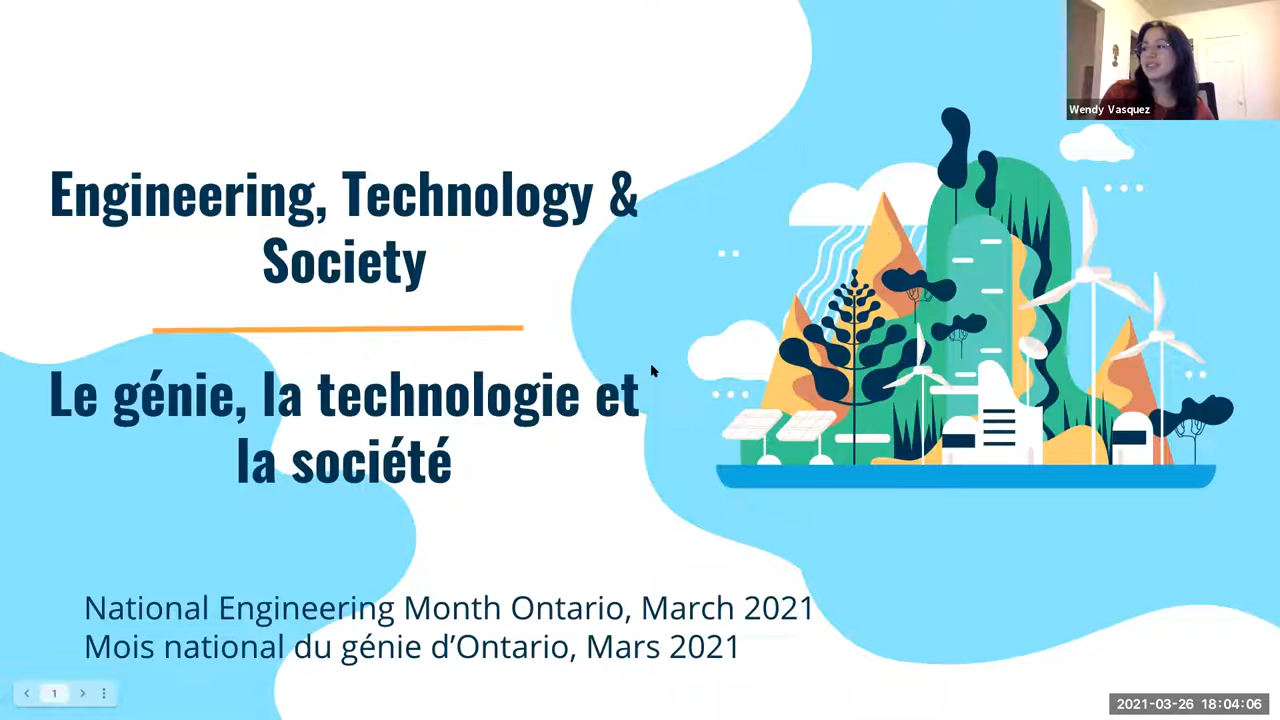 Wendy Vasquez
Engineering, Technology &
Society
Le génie, la technologie et
la société
National Engineering Month Ontario, March 2021
Mois national du génie d’Ontario, Mars 2021
1
2021-03-26 18:04:06